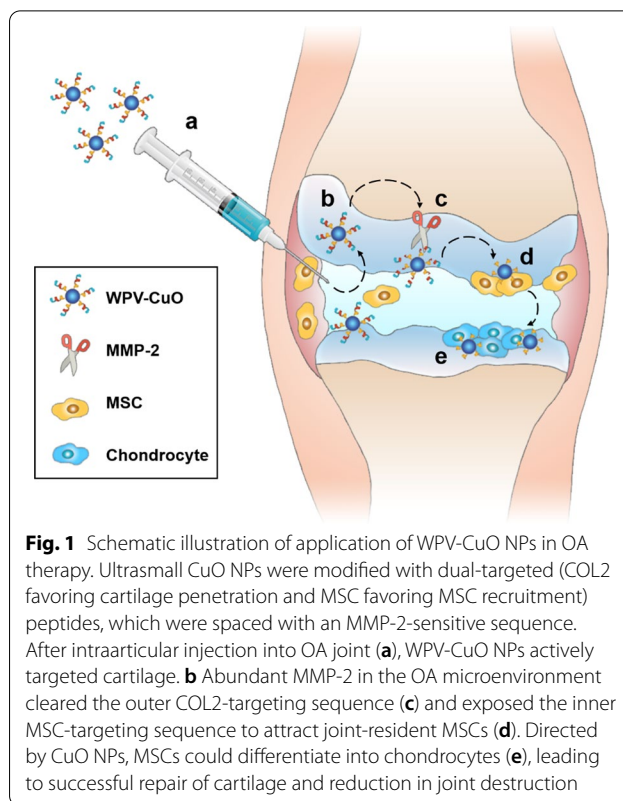 a
b
c
d
e
WPV-CuO
MMP-2
MSC
Chondrocyte
Fig. 1 Schematic illustration of application of WPV-CuO NPs in OA
therapy. Ultrasmall CuO NPs were modified with dual-targeted (COL2
favoring cartilage penetration and MSC favoring MSC recruitment)
peptides, which were spaced with an MMP-2-sensitive sequence.
After intraarticular injection into OA joint (a), WPV-CuO NPs actively
targeted cartilage. b Abundant MMP-2 in the OA microenvironment
cleared the outer COL2-targeting sequence (c) and exposed the inner
MSC-targeting sequence to attract joint-resident MSCs (d). Directed
by CuO NPs, MSCs could differentiate into chondrocytes (e), leading
to successful repair of cartilage and reduction in joint destruction